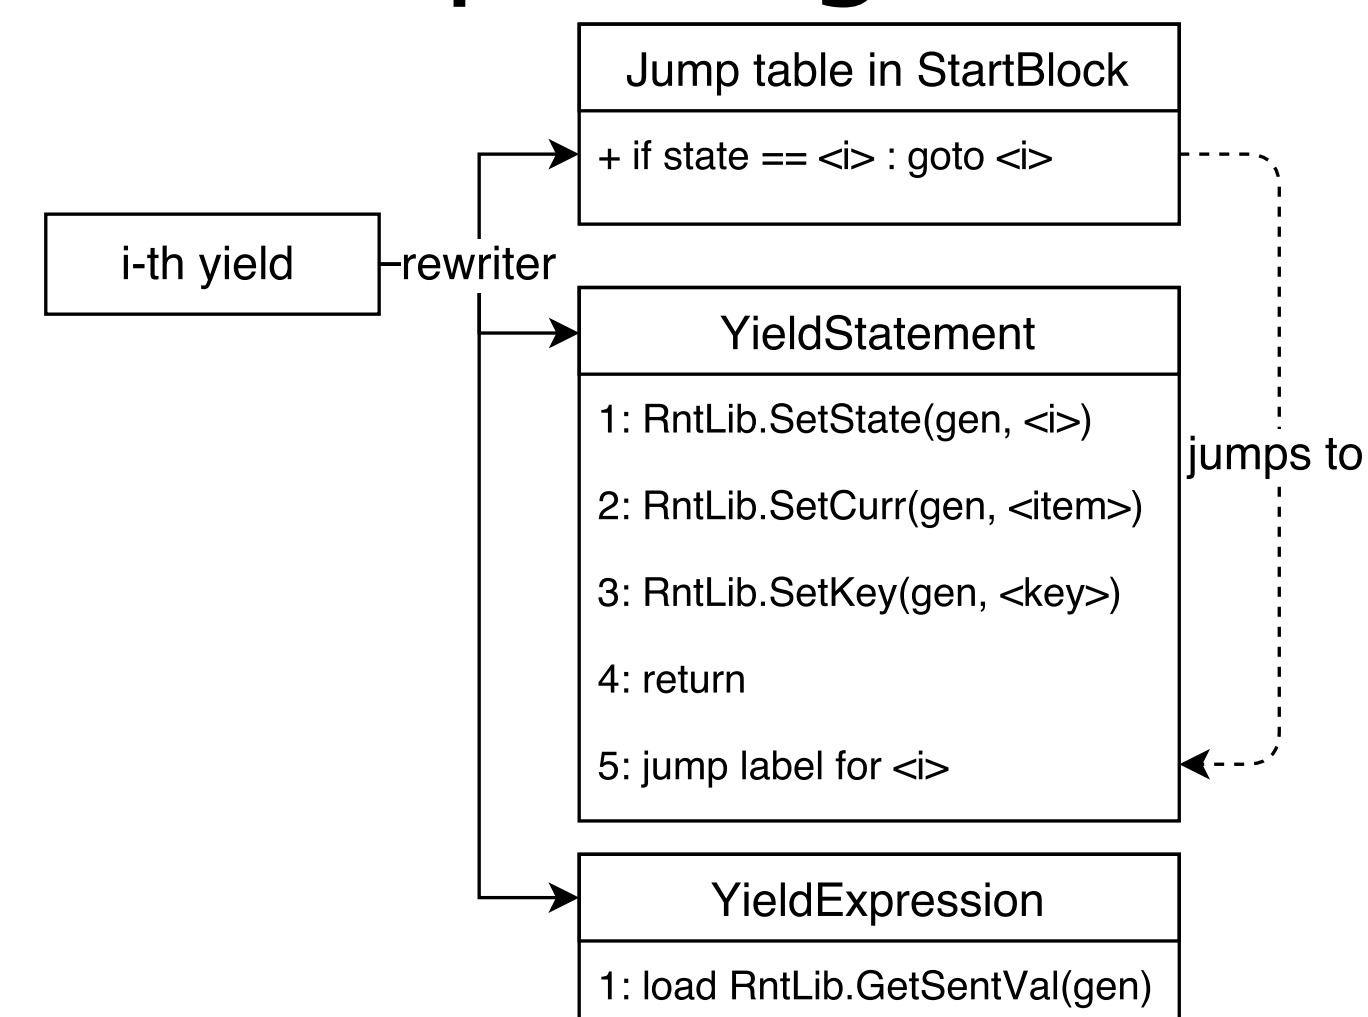 Jump table in StartBlock
+ if state == <i> : goto <i>
i-th yield
rewriter
YieldStatement
1: RntLib.SetState(gen, <i>)
jumps to
2: RntLib.SetCurr(gen, <item>)
3: RntLib.SetKey(gen, <key>)
4: return
5: jump label for <i>
YieldExpression
1: load RntLib.GetSentVal(gen)